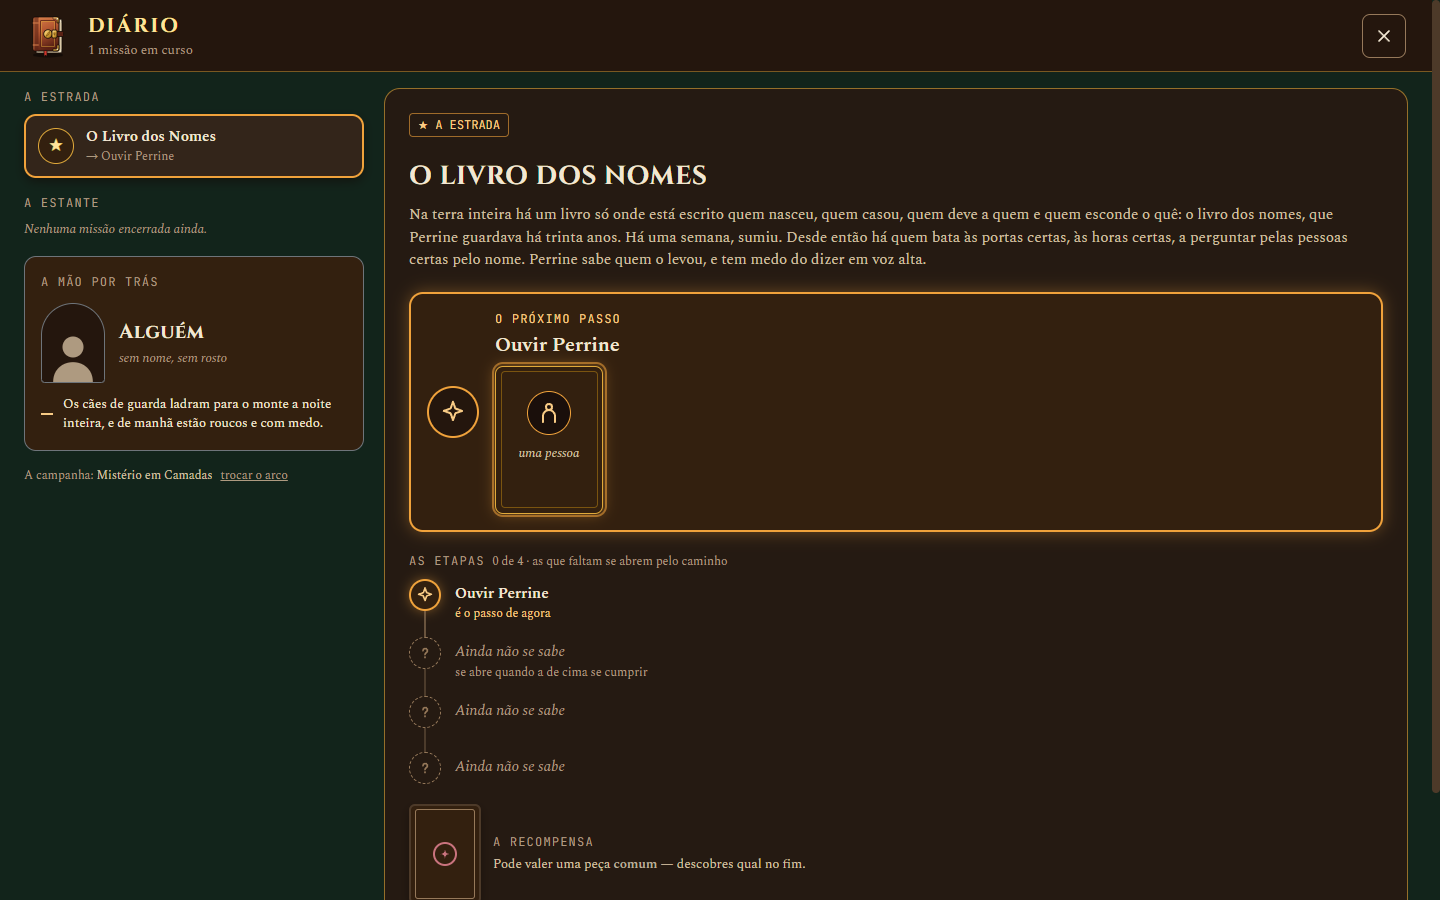 DIÁRIO
1 missão em curso
A ESTRADA
O Livro dos Nomes
→ Ouvir Perrine
A ESTANTE
Nenhuma missão encerrada ainda.
A MÃO POR TRÁS
ALGUÉM
sem nome, sem rosto
Os cães de guarda ladram para o monte a noite
inteira, e de manhã estão roucos e com medo.
A campanha: Mistério em Camadas trocar o arco
★ A ESTRADA
O LIVRO DOS NOMES
Na terra inteira há um livro só onde está escrito quem nasceu, quem casou, quem deve a quem e quem esconde o quê: o livro dos nomes, que
Perrine guardava há trinta anos. Há uma semana, sumiu. Desde então há quem bata às portas certas, às horas certas, a perguntar pelas pessoas
certas pelo nome. Perrine sabe quem o levou, e tem medo do dizer em voz alta.
O PRÓXIMO PASSO
Ouvir Perrine
uma pessoa
AS ETAPAS 0 de 4 · as que faltam se abrem pelo caminho
Ouvir Perrine
é o passo de agora
?
Ainda não se sabe
se abre quando a de cima se cumprir
?
Ainda não se sabe
?
Ainda não se sabe
A RECOMPENSA
Pode valer uma peça comum — descobres qual no fim.